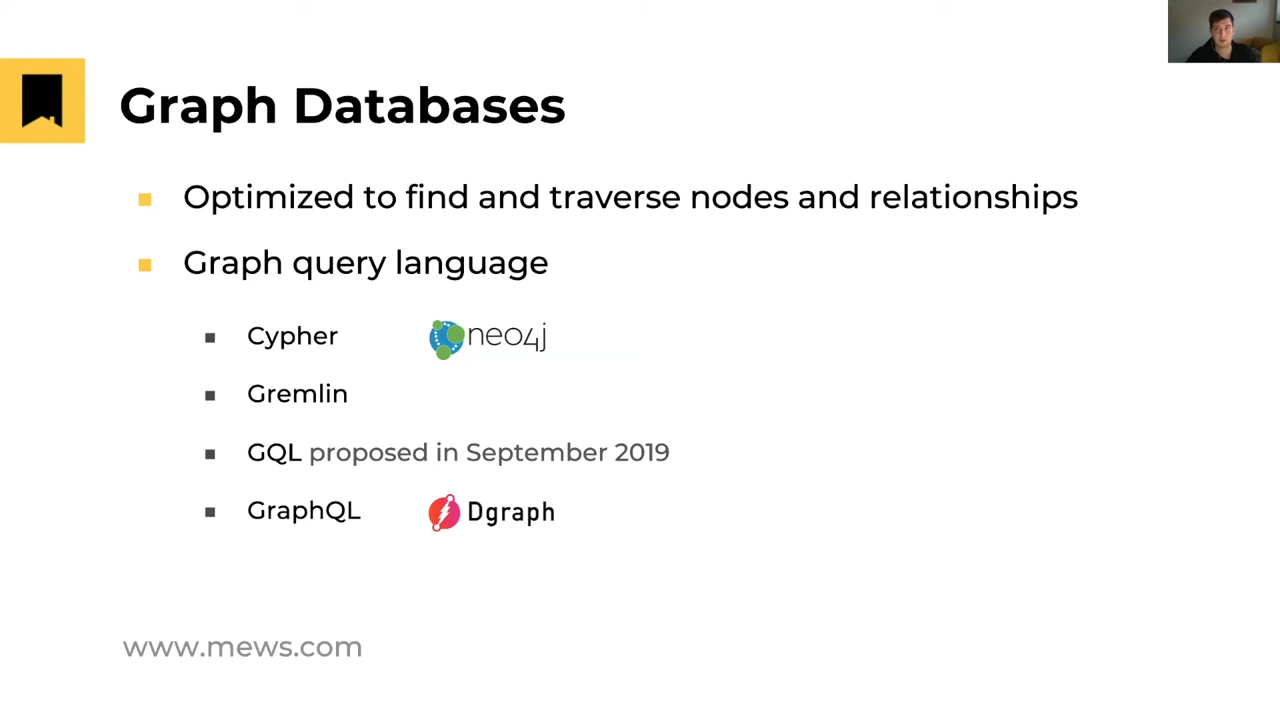 Graph Databases
Optimized to find and traverse nodes and relationships
Graph query language
Cypher neo4j
Gremlin
GQL proposed in September 2019
GraphQL Dgraph
www.mews.com